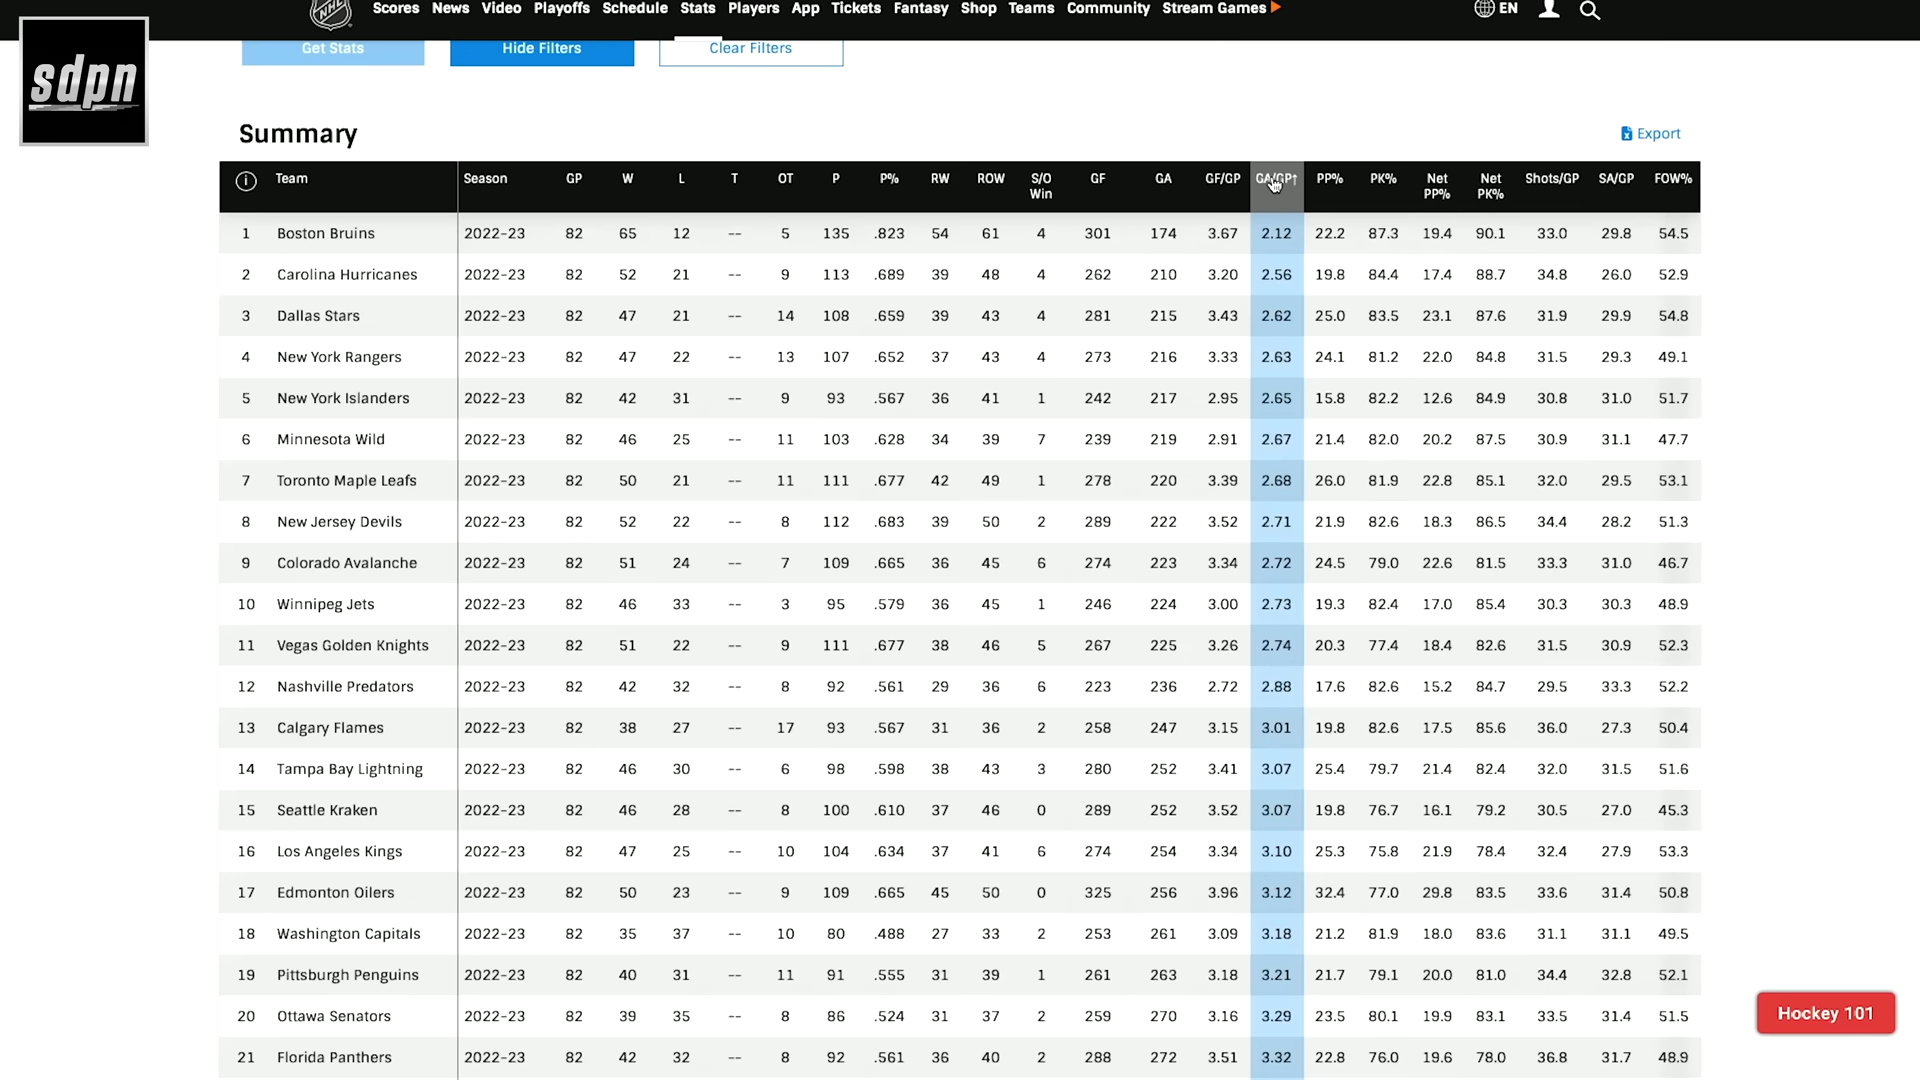 NHL
Scores News Video Playoffs Schedule Stats Players App Tickets Fantasy Shop Teams Community Stream Games EN
sdpn
Get Stats Hide Filters Clear Filters
Summary
Export
Team Season GP W L T OT P P% RW ROW S/O Win GF GA GF/GP GA/GP↑ PP% PK% Net PP% Net PK% Shots/GP SA/GP FOW%
1 Boston Bruins 2022-23 82 65 12 -- 5 135 .823 54 61 4 301 174 3.67 2.12 22.2 87.3 19.4 90.1 33.0 29.8 54.5
2 Carolina Hurricanes 2022-23 82 52 21 -- 9 113 .689 39 48 4 262 210 3.20 2.56 19.8 84.4 17.4 88.7 34.8 26.0 52.9
3 Dallas Stars 2022-23 82 47 21 -- 14 108 .659 39 43 4 281 215 3.43 2.62 25.0 83.5 23.1 87.6 31.9 29.9 54.8
4 New York Rangers 2022-23 82 47 22 -- 13 107 .652 37 43 4 273 216 3.33 2.63 24.1 81.2 22.0 84.8 31.5 29.3 49.1
5 New York Islanders 2022-23 82 42 31 -- 9 93 .567 36 41 1 242 217 2.95 2.65 15.8 82.2 12.6 84.9 30.8 31.0 51.7
6 Minnesota Wild 2022-23 82 46 25 -- 11 103 .628 34 39 7 239 219 2.91 2.67 21.4 82.0 20.2 87.5 30.9 31.1 47.7
7 Toronto Maple Leafs 2022-23 82 50 21 -- 11 111 .677 42 49 1 278 220 3.39 2.68 26.0 81.9 22.8 85.1 32.0 29.5 53.1
8 New Jersey Devils 2022-23 82 52 22 -- 8 112 .683 39 50 2 289 222 3.52 2.71 21.9 82.6 18.3 86.5 34.4 28.2 51.3
9 Colorado Avalanche 2022-23 82 51 24 -- 7 109 .665 36 45 6 274 223 3.34 2.72 24.5 79.0 22.6 81.5 33.3 31.0 46.7
10 Winnipeg Jets 2022-23 82 46 33 -- 3 95 .579 36 45 1 246 224 3.00 2.73 19.3 82.4 17.0 85.4 30.3 30.3 48.9
11 Vegas Golden Knights 2022-23 82 51 22 -- 9 111 .677 38 46 5 267 225 3.26 2.74 20.3 77.4 18.4 82.6 31.5 30.9 52.3
12 Nashville Predators 2022-23 82 42 32 -- 8 92 .561 29 36 6 223 236 2.72 2.88 17.6 82.6 15.2 84.7 29.5 33.3 52.2
13 Calgary Flames 2022-23 82 38 27 -- 17 93 .567 31 36 2 258 247 3.15 3.01 19.8 82.6 17.5 85.6 36.0 27.3 50.4
14 Tampa Bay Lightning 2022-23 82 46 30 -- 6 98 .598 38 43 3 280 252 3.41 3.07 25.4 79.7 21.4 82.4 32.0 31.5 51.6
15 Seattle Kraken 2022-23 82 46 28 -- 8 100 .610 37 46 0 289 252 3.52 3.07 19.8 76.7 16.1 79.2 30.5 27.0 45.3
16 Los Angeles Kings 2022-23 82 47 25 -- 10 104 .634 37 41 6 274 254 3.34 3.10 25.3 75.8 21.9 78.4 32.4 27.9 53.3
17 Edmonton Oilers 2022-23 82 50 23 -- 9 109 .665 45 50 0 325 256 3.96 3.12 32.4 77.0 29.8 83.5 33.6 31.4 50.8
18 Washington Capitals 2022-23 82 35 37 -- 10 80 .488 27 33 2 253 261 3.09 3.18 21.2 81.9 18.0 83.6 31.1 31.1 49.5
19 Pittsburgh Penguins 2022-23 82 40 31 -- 11 91 .555 31 39 1 261 263 3.18 3.21 21.7 79.1 20.0 81.0 34.4 32.8 52.1
20 Ottawa Senators 2022-23 82 39 35 -- 8 86 .524 31 37 2 259 270 3.16 3.29 23.5 80.1 19.9 83.1 33.5 31.4 51.5
21 Florida Panthers 2022-23 82 42 32 -- 8 92 .561 36 40 2 288 272 3.51 3.32 22.8 76.0 19.6 78.0 36.8 31.7 48.9
Hockey 101